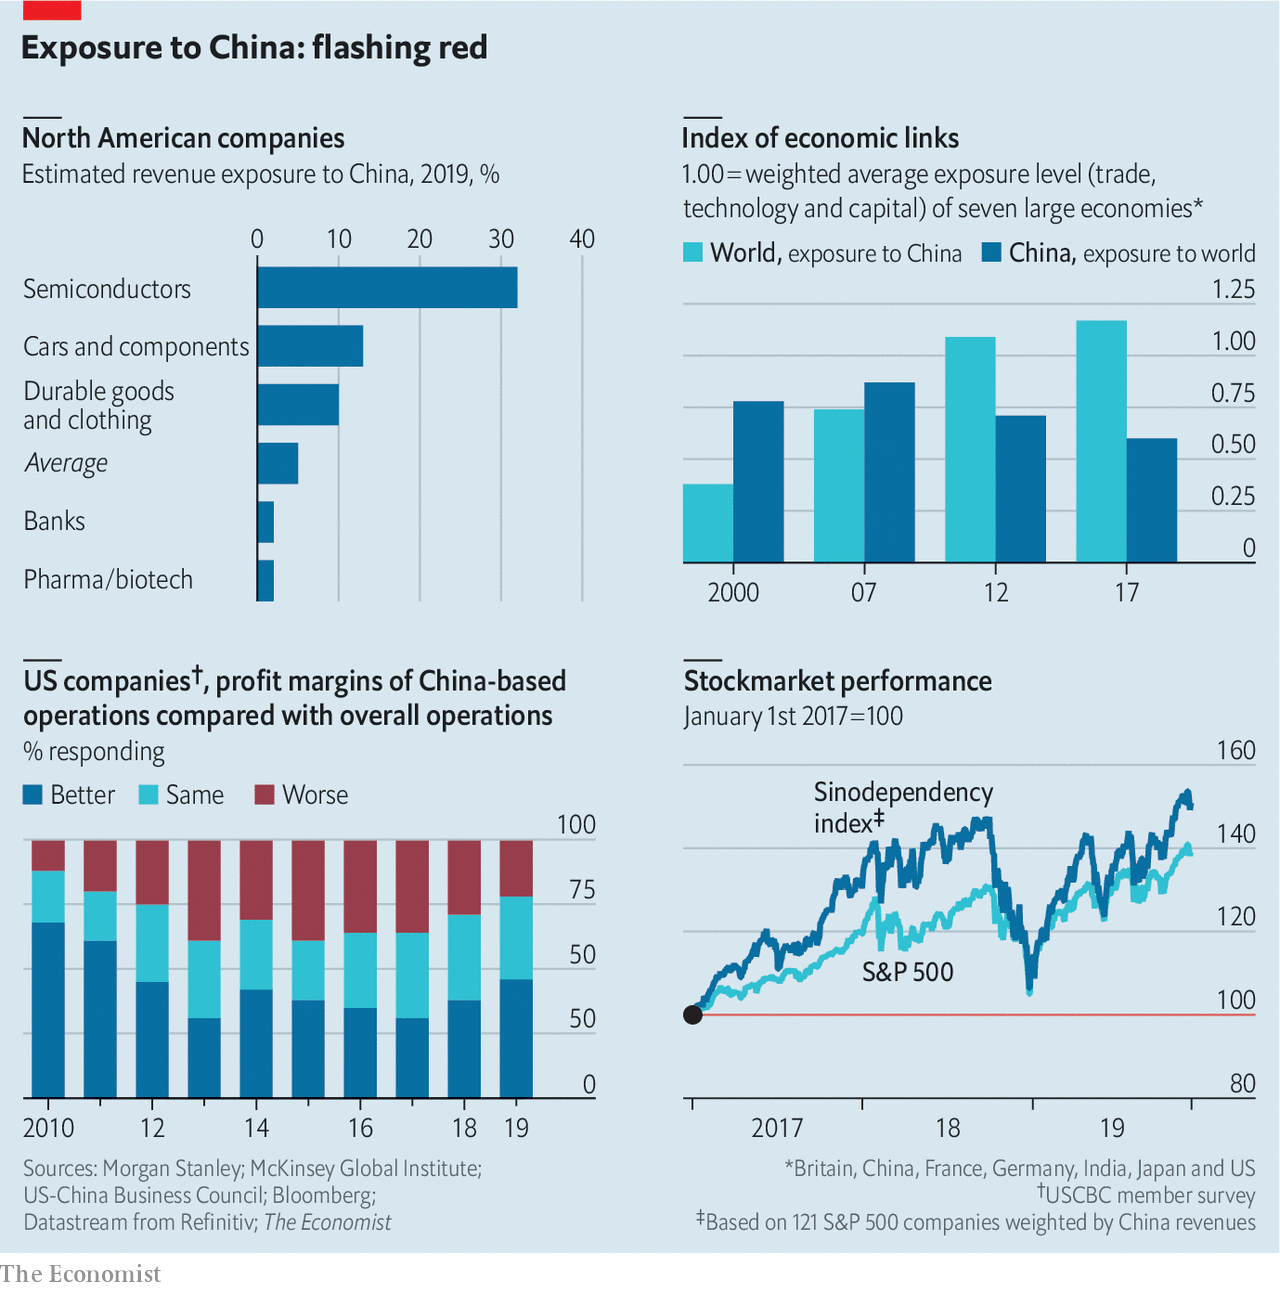 Exposure to China: flashing red
North American companies
Estimated revenue exposure to China, 2019, %
0 10 20 30 40
Semiconductors
Cars and components
Durable goods
and clothing
Average
Banks
Pharma/biotech
Index of economic links
1.00=weighted average exposure level (trade,
technology and capital) of seven large economies*
World, exposure to China China, exposure to world
1.25
1.00
0.75
0.50
0.25
0
2000 07 12 17
US companies†, profit margins of China-based
operations compared with overall operations
% responding
Better Same Worse
100
75
50
50
0
2010 12 14 16 18 19
Stockmarket performance
January 1st 2017=100
160
Sinodependency
index‡
140
120
S&P 500
100
80
2017 18 19
Sources: Morgan Stanley; McKinsey Global Institute;
US-China Business Council; Bloomberg;
Datastream from Refinitiv; The Economist
*Britain, China, France, Germany, India, Japan and US
†USCBC member survey
‡Based on 121 S&P 500 companies weighted by China revenues
The Economist